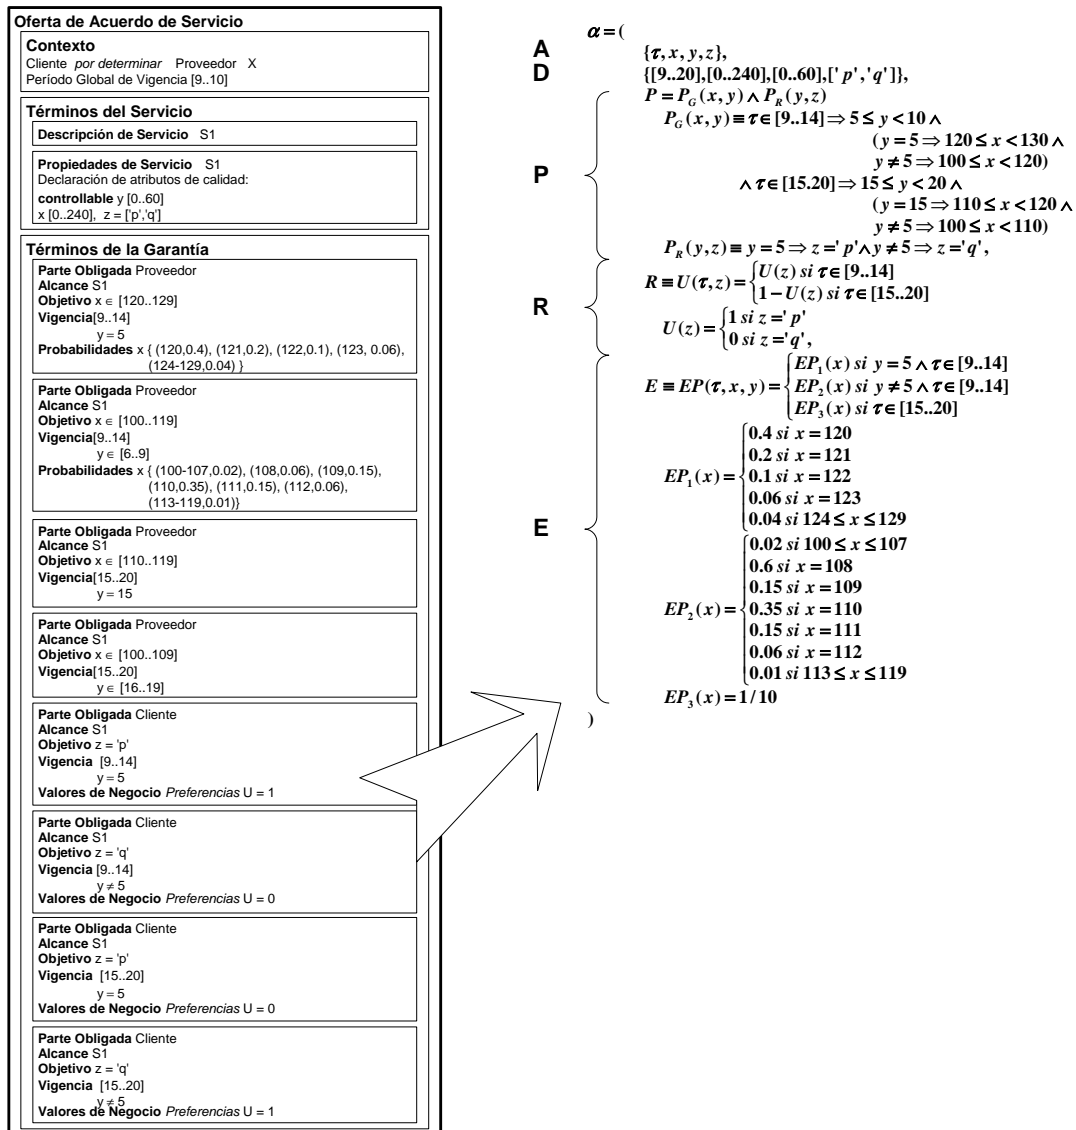 Oferta de Acuerdo de Servicio
Contexto
Cliente por determinar Proveedor X
Período Global de Vigencia [9..10]
Términos del Servicio
Descripción de Servicio S1
Propiedades de Servicio S1
Declaración de atributos de calidad:
controllable y [0..60]
x [0..240], z = ['p','q']
Términos de la Garantía
Parte Obligada Proveedor
Alcance S1
Objetivo x ∈ [120..129]
Vigencia[9..14]
y = 5
Probabilidades x { (120,0.4), (121,0.2), (122,0.1), (123, 0.06),
(124-129,0.04) }
Parte Obligada Proveedor
Alcance S1
Objetivo x ∈ [100..119]
Vigencia[9..14]
y ∈ [6..9]
Probabilidades x { (100-107,0.02), (108,0.06), (109,0.15),
(110,0.35), (111,0.15), (112,0.06),
(113-119,0.01)}
Parte Obligada Proveedor
Alcance S1
Objetivo x ∈ [110..119]
Vigencia[15..20]
y = 15
Parte Obligada Proveedor
Alcance S1
Objetivo x ∈ [100..109]
Vigencia[15..20]
y ∈ [16..19]
Parte Obligada Cliente
Alcance S1
Objetivo z = 'p'
Vigencia [9..14]
y = 5
Valores de Negocio Preferencias U = 1
Parte Obligada Cliente
Alcance S1
Objetivo z = 'q'
Vigencia [9..14]
y ≠ 5
Valores de Negocio Preferencias U = 0
Parte Obligada Cliente
Alcance S1
Objetivo z = 'p'
Vigencia [15..20]
y = 5
Valores de Negocio Preferencias U = 0
Parte Obligada Cliente
Alcance S1
Objetivo z = 'q'
Vigencia [15..20]
y ≠ 5
Valores de Negocio Preferencias U = 1
α = (
A {τ, x, y, z},
D {[9..20],[0..240],[0..60],[' p','q']},
P = P_G(x, y) ∧ P_R(y, z)
P_G(x, y) ≡ τ ∈ [9..14] ⇒ 5 ≤ y < 10 ∧
( y = 5 ⇒ 120 ≤ x < 130 ∧
y ≠ 5 ⇒ 100 ≤ x < 120)
P
∧ τ ∈ [15.20] ⇒ 15 ≤ y < 20 ∧
( y = 15 ⇒ 110 ≤ x < 120 ∧
y ≠ 5 ⇒ 100 ≤ x < 110)
P_R(y, z) ≡ y = 5 ⇒ z =' p'∧ y ≠ 5 ⇒ z ='q',
R
R ≡ U(τ, z) = { U(z) si τ ∈ [9..14]
1 − U(z) si τ ∈ [15..20]
U(z) = { 1 si z =' p'
0 si z ='q',
E ≡ EP(τ, x, y) = { EP₁(x) si y = 5 ∧ τ ∈ [9..14]
EP₂(x) si y ≠ 5 ∧ τ ∈ [9..14]
EP₃(x) si τ ∈ [15..20]
EP₁(x) = { 0.4 si x = 120
0.2 si x = 121
0.1 si x = 122
0.06 si x = 123
0.04 si 124 ≤ x ≤ 129
E
EP₂(x) = { 0.02 si 100 ≤ x ≤ 107
0.6 si x = 108
0.15 si x = 109
0.35 si x = 110
0.15 si x = 111
0.06 si x = 112
0.01 si 113 ≤ x ≤ 119
EP₃(x) = 1/10
)